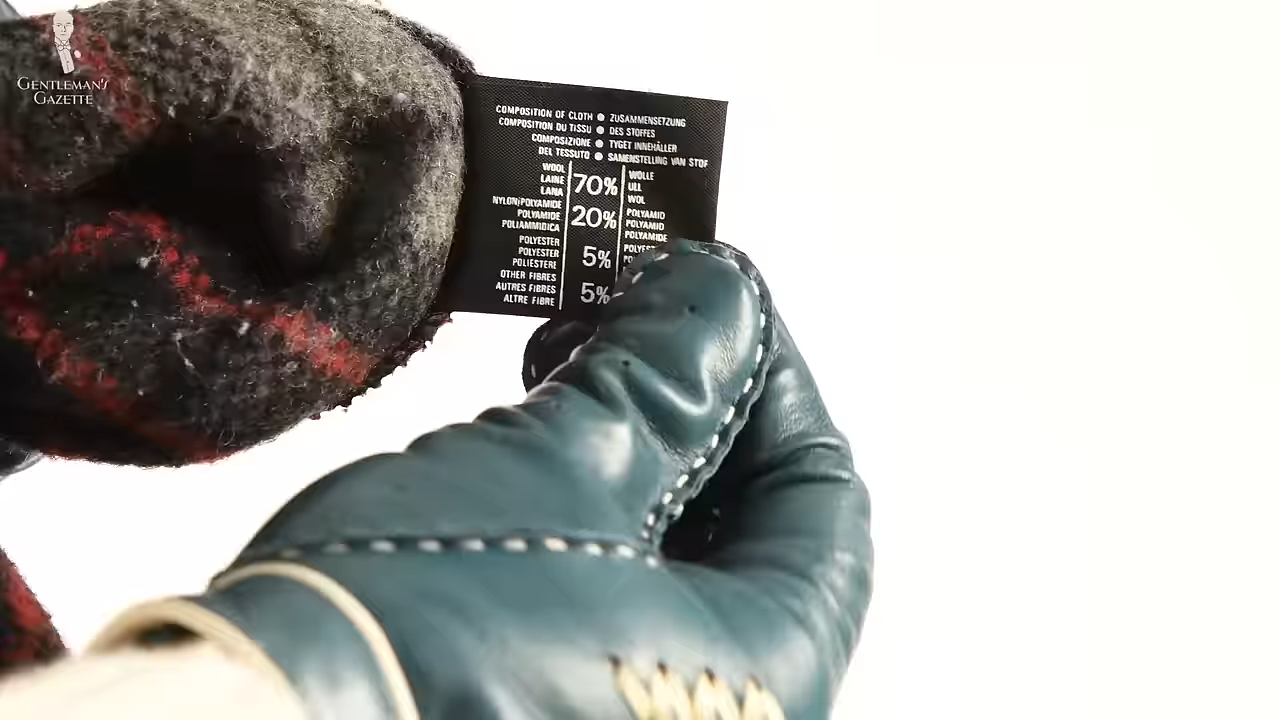 GENTLEMAN'S
GAZETTE
COMPOSITION OF CLOTH ● ZUSAMMENSETZUNG
COMPOSITION DU TISSU ● DES STOFFES
COMPOSIZIONE ● TYGET INNEHÅLLER
DEL TESSUTO ● SAMENSTELLING VAN STOF
WOOL
LAINE
LANA
70%
WOLLE
ULL
WOL
NYLON/POLYAMIDE
POLYAMIDE
POLIAMMIDICA
20%
POLYAMID
POLYAMID
POLYAMIDE
POLYESTER
POLYESTER
POLIESTERE
5%
OTHER FIBRES
AUTRES FIBRES
ALTRE FIBRE
5%